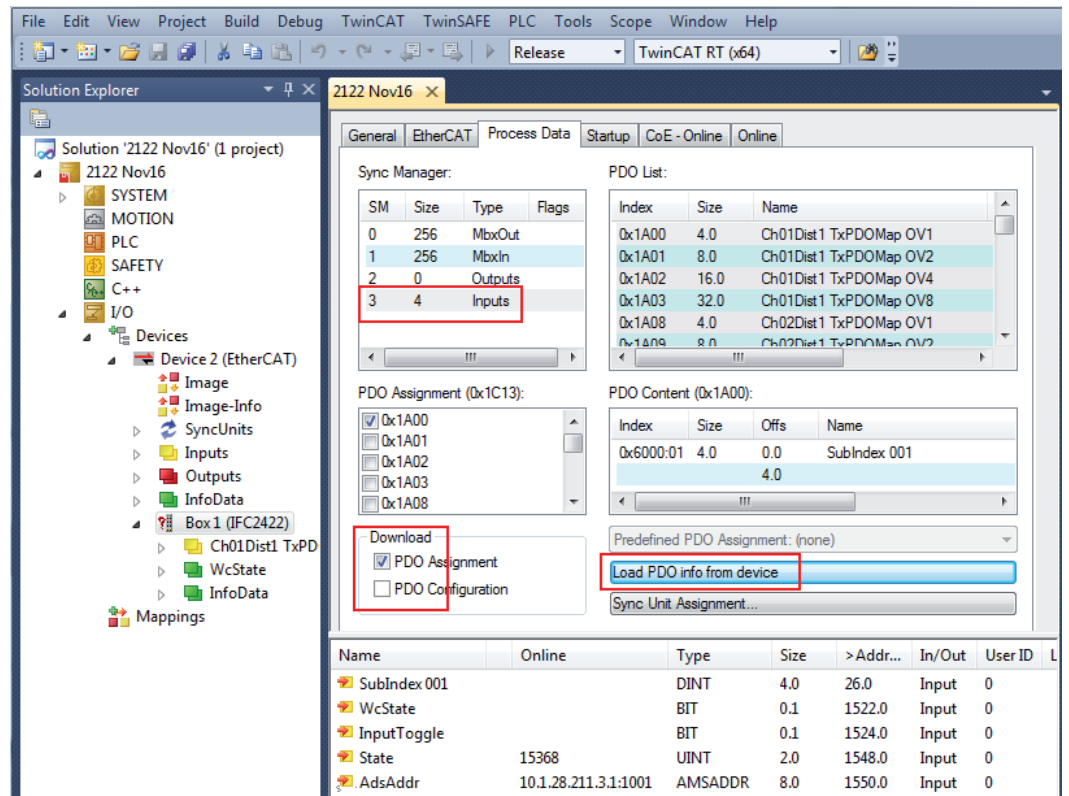 File Edit View Project Build Debug TwinCAT TwinSAFE PLC Tools Scope Window Help
Release TwinCAT RT (x64)
Solution Explorer
Solution '2122 Nov16' (1 project)
2122 Nov16
SYSTEM
MOTION
PLC
SAFETY
C++
I/O
Devices
Device 2 (EtherCAT)
Image
Image-Info
SyncUnits
Inputs
Outputs
InfoData
Box 1 (IFC2422)
Ch01Dist1 TxPD
WcState
InfoData
Mappings
2122 Nov16
General EtherCAT Process Data Startup CoE - Online Online
Sync Manager:
SM Size Type Flags
0 256 MbxOut
1 256 MbxIn
2 0 Outputs
3 4 Inputs
PDO List:
Index Size Name
0x1A00 4.0 Ch01Dist1 TxPDOMap OV1
0x1A01 8.0 Ch01Dist1 TxPDOMap OV2
0x1A02 16.0 Ch01Dist1 TxPDOMap OV4
0x1A03 32.0 Ch01Dist1 TxPDOMap OV8
0x1A08 4.0 Ch02Dist1 TxPDOMap OV1
0x1A09 8.0 Ch02Dist1 TxPDOMap OV2
PDO Assignment (0x1C13):
0x1A00
0x1A01
0x1A02
0x1A03
0x1A08
PDO Content (0x1A00):
Index Size Offs Name
0x6000:01 4.0 0.0 SubIndex 001
4.0
Download
PDO Assignment
PDO Configuration
Predefined PDO Assignment: (none)
Load PDO info from device
Sync Unit Assignment...
Name Online Type Size >Addr... In/Out User ID L
SubIndex 001 DINT 4.0 26.0 Input 0
WcState BIT 0.1 1522.0 Input 0
InputToggle BIT 0.1 1524.0 Input 0
State 15368 UINT 2.0 1548.0 Input 0
AdsAddr 10.1.28.211.3.1:1001 AMSADDR 8.0 1550.0 Input 0